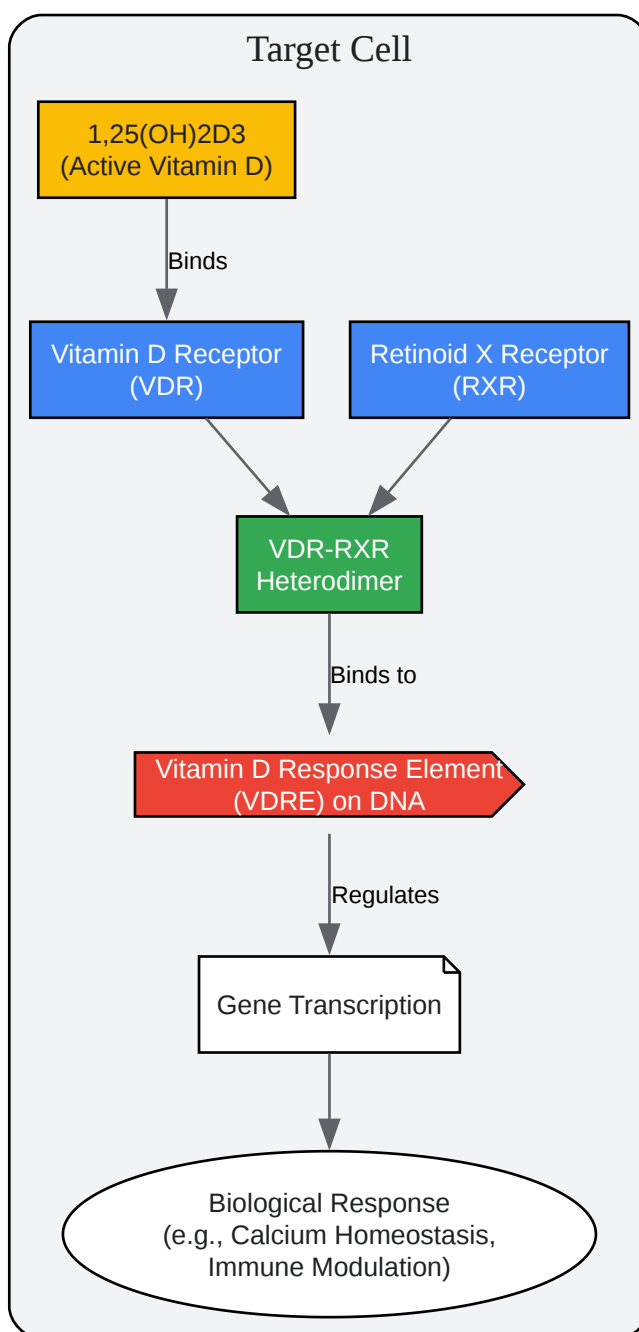 Target Cell
1,25(OH)2D3
(Active Vitamin D)
Binds
Vitamin D Receptor
(VDR)
Retinoid X Receptor
(RXR)
VDR-RXR
Heterodimer
Binds to
Vitamin D Response Element
(VDRE) on DNA
Regulates
Gene Transcription
Biological Response
(e.g., Calcium Homeostasis,
Immune Modulation)